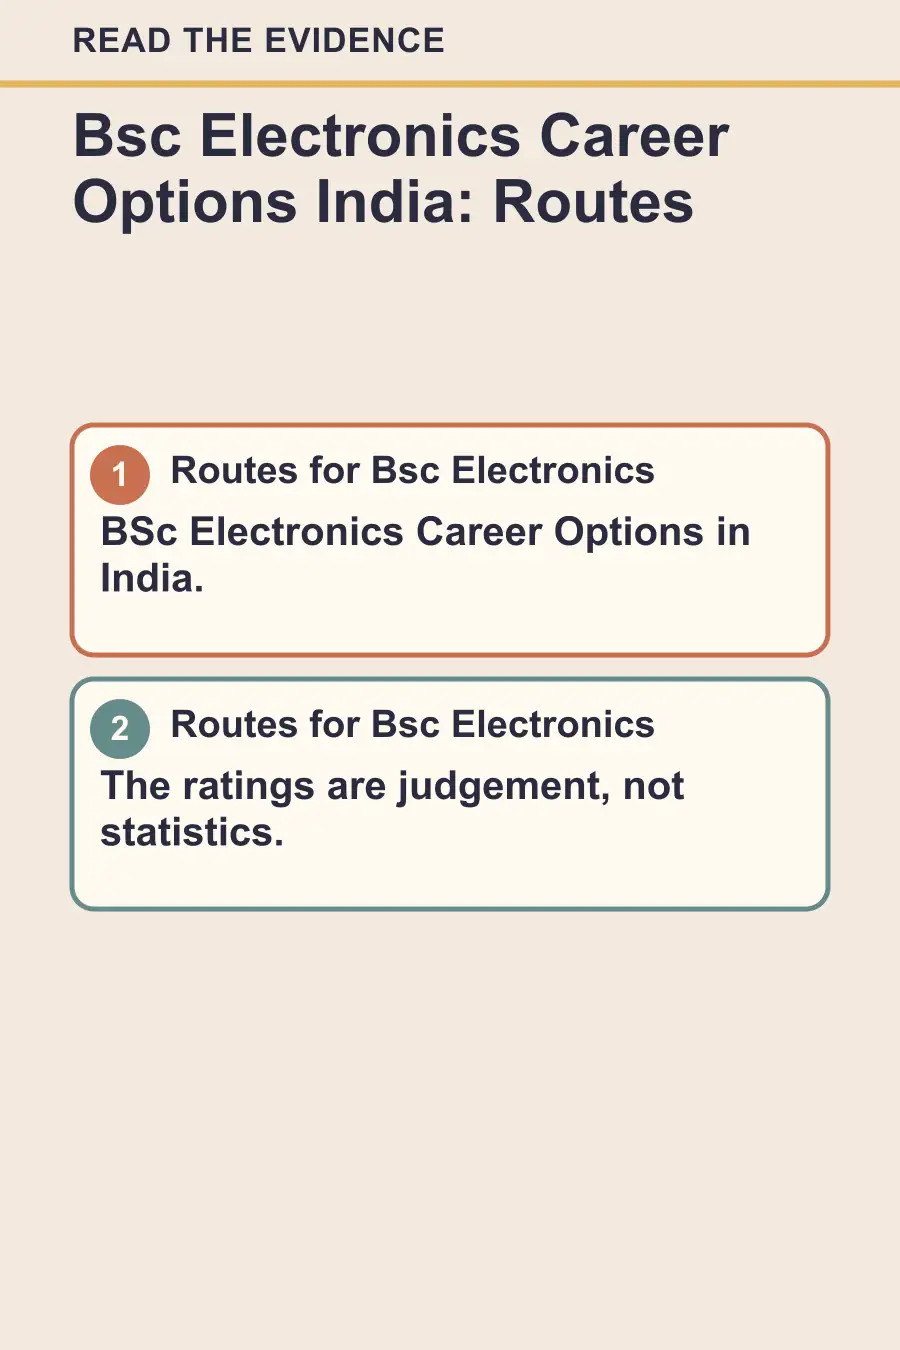 READ THE EVIDENCE
Bsc Electronics Career
Options India: Routes
1
Routes for Bsc Electronics
BSc Electronics Career Options in
India.
2
Routes for Bsc Electronics
The ratings are judgement, not
statistics.